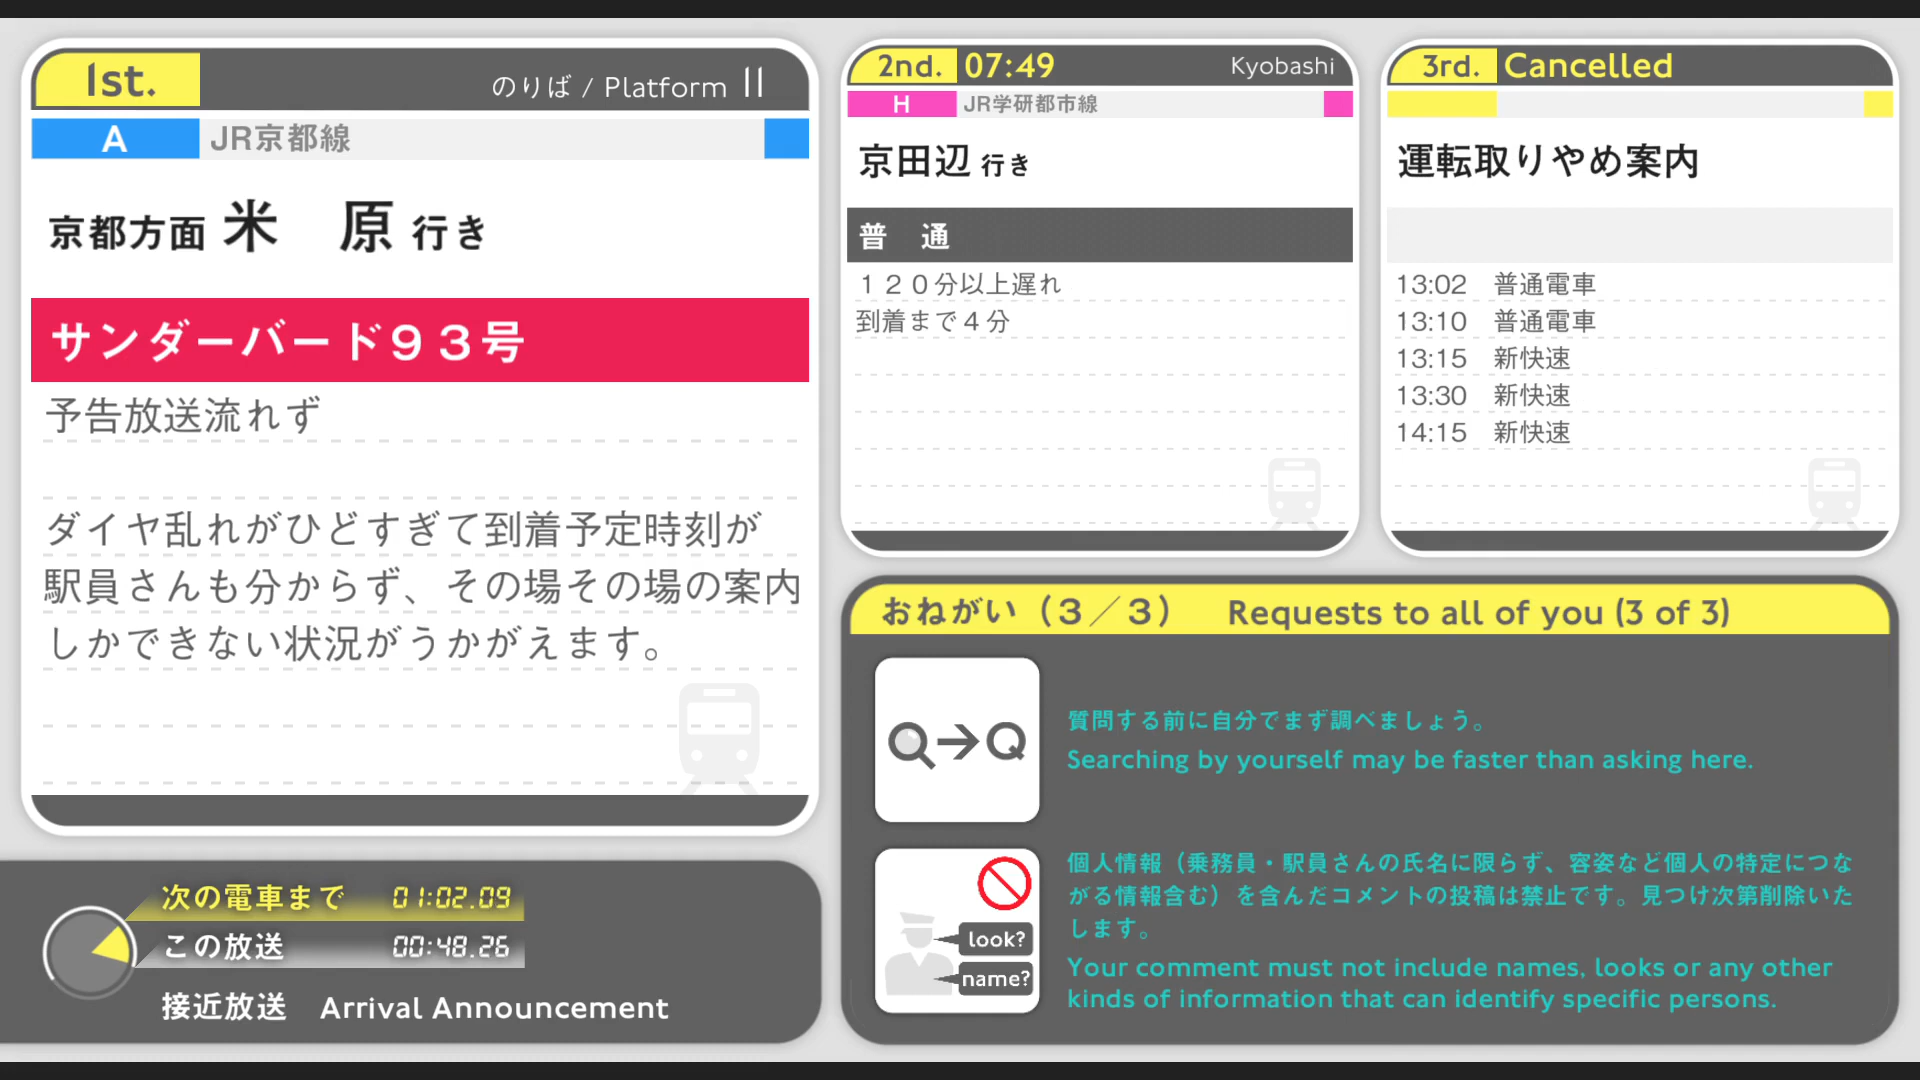 1st.
のりば / Platform 11
A JR京都線
京都方面 米　原 行き
サンダーバード９３号
予告放送流れず
ダイヤ乱れがひどすぎて到着予定時刻が
駅員さんも分からず、その場その場の案内
しかできない状況がうかがえます。
次の電車まで 01:02.09
この放送 00:48.26
接近放送　Arrival Announcement
2nd. 07:49 Kyobashi
H JR学研都市線
京田辺 行き
普　通
１２０分以上遅れ
到着まで４分
3rd. Cancelled
運転取りやめ案内
13:02　普通電車
13:10　普通電車
13:15　新快速
13:30　新快速
14:15　新快速
おねがい（３／３）　Requests to all of you (3 of 3)
Q
質問する前に自分でまず調べましょう。
Searching by yourself may be faster than asking here.
look?
name?
個人情報（乗務員・駅員さんの氏名に限らず、容姿など個人の特定につな
がる情報含む）を含んだコメントの投稿は禁止です。見つけ次第削除いた
します。
Your comment must not include names, looks or any other
kinds of information that can identify specific persons.